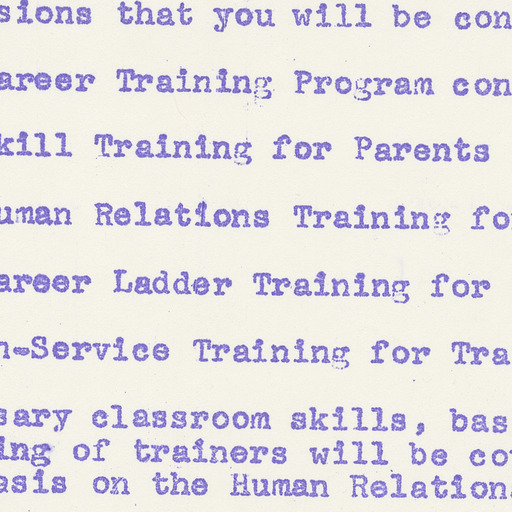 sions that you will be con
areer Training Program con
kill Training for Parents
uman Relations Training for
areer Ladder Training for
n-Service Training for Tra
sary classroom skills, bas
ing of trainers will be co
asis on the Human Relations